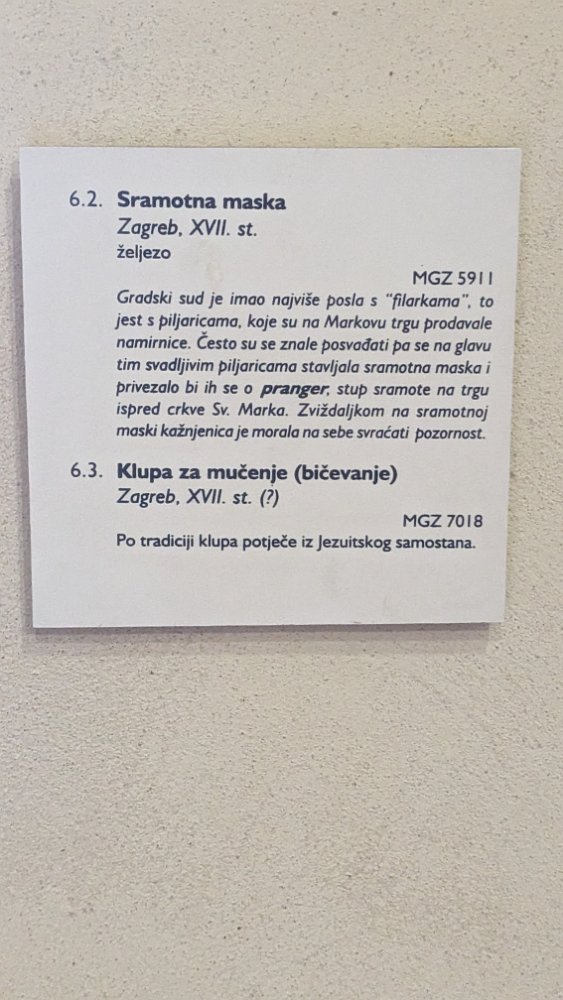 6.2. Sramotna maska
Zagreb, XVII. st.
željezo
MGZ 5911
Gradski sud je imao najviše posla s "filarkama", to
jest s piljaricama, koje su na Markovu trgu prodavale
namirnice. Često su se znale posvađati pa se na glavu
tim svadljivim piljaricama stavljala sramotna maska i
privezalo bi ih se o pranger, stup sramote na trgu
ispred crkve Sv. Marka. Zviždaljkom na sramotnoj
maski kažnjenica je morala na sebe svraćati pozornost.
6.3. Klupa za mučenje (bičevanje)
Zagreb, XVII. st. (?)
MGZ 7018
Po tradiciji klupa potječe iz Jezuitskog samostana.